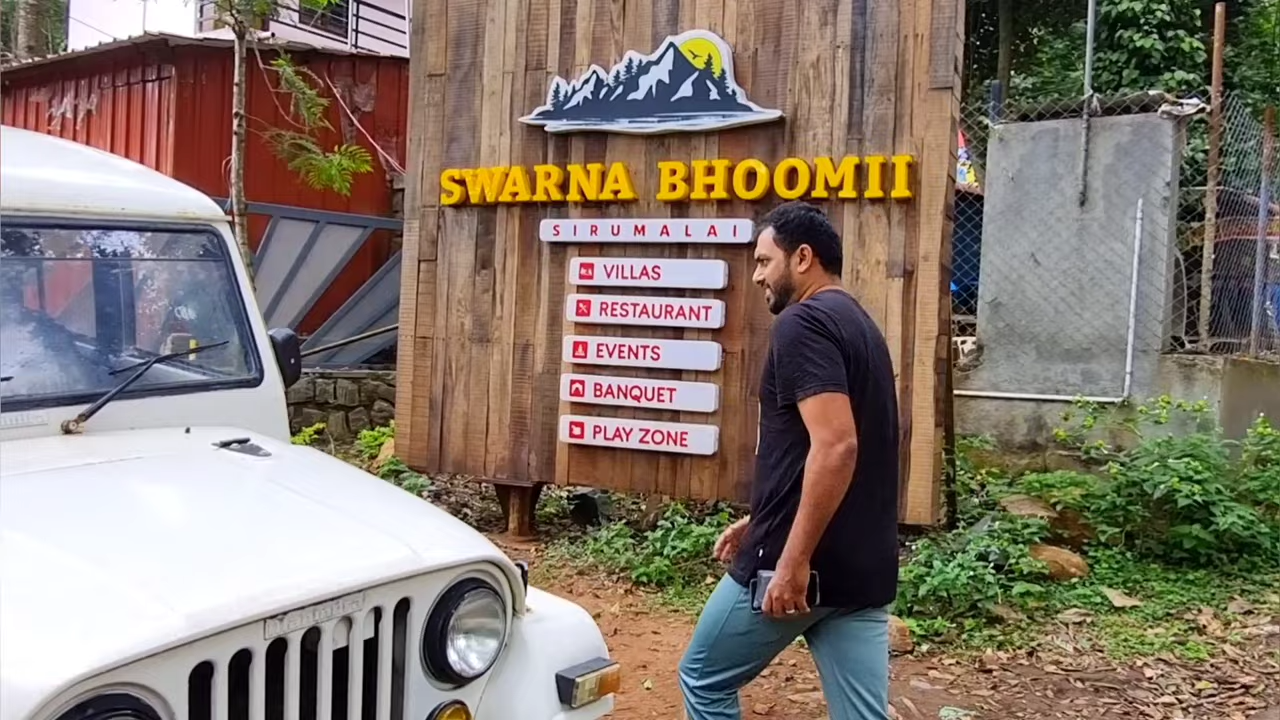 SWARNA BHOOMII
SIRUMALAI
VILLAS
RESTAURANT
EVENTS
BANQUET
PLAY ZONE